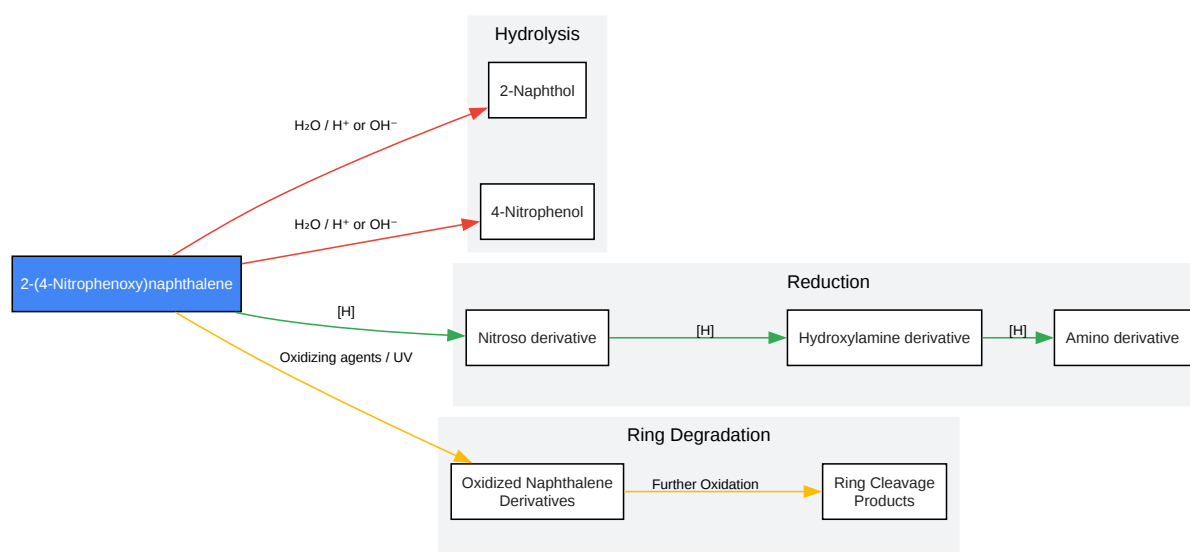 Hydrolysis
2-Naphthol
H₂O / H⁺ or OH⁻
4-Nitrophenol
H₂O / H⁺ or OH⁻
2-(4-Nitrophenoxy)naphthalene
Reduction
[H]
Nitroso derivative
[H]
Hydroxylamine derivative
[H]
Amino derivative
Oxidizing agents / UV
Ring Degradation
Oxidized Naphthalene
Derivatives
Further Oxidation
Ring Cleavage
Products